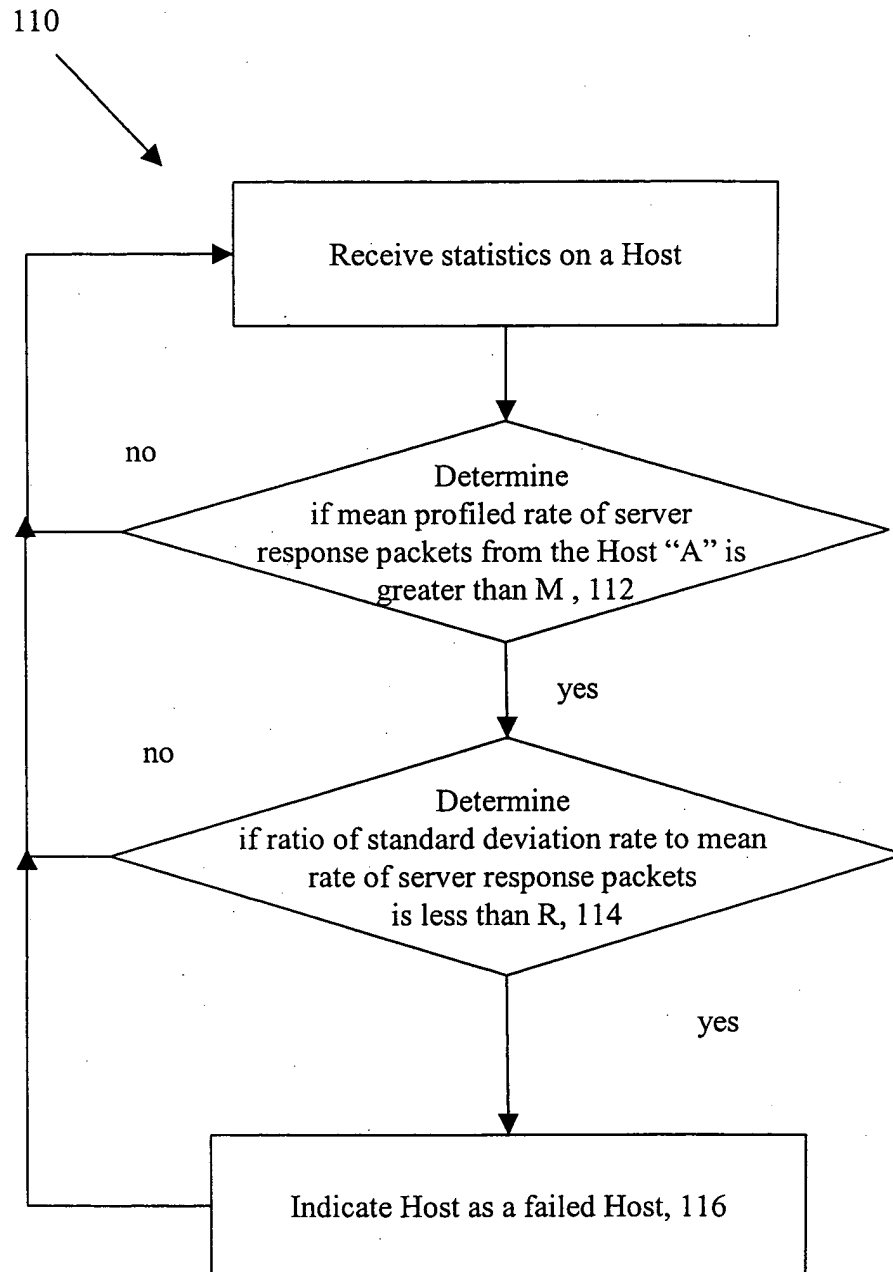 110
Receive statistics on a Host
no
Determine
if mean profiled rate of server
response packets from the Host “A” is
greater than M , 112
yes
no
Determine
if ratio of standard deviation rate to mean
rate of server response packets
is less than R, 114
yes
Indicate Host as a failed Host, 116